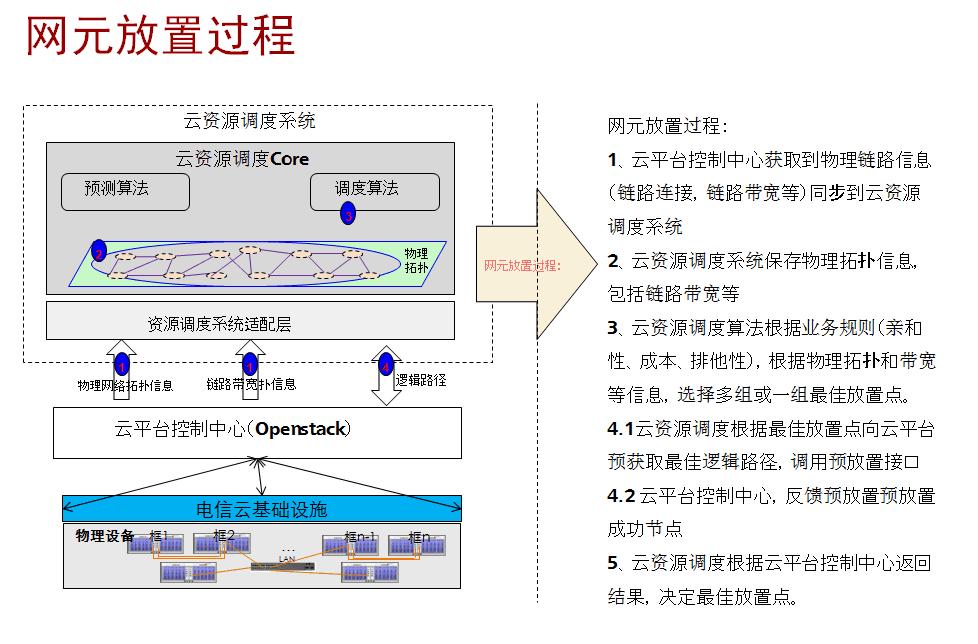 网元放置过程
云资源调度系统
云资源调度Core
预测算法
调度算法
3
2
物理
拓扑
资源调度系统适配层
1
1
4
物理网络拓扑信息
链路带宽扑信息
逻辑路径
云平台控制中心（Openstack）
电信云基础设施
物理设备
框1
框2
...
框n-1
框n
LAN
网元放置过程：
网元放置过程：
1、云平台控制中心获取到物理链路信息
（链路连接，链路带宽等）同步到云资源
调度系统
2、云资源调度系统保存物理拓扑信息，
包括链路带宽等
3、云资源调度算法根据业务规则（亲和
性、成本、排他性），根据物理拓扑和带宽
等信息，选择多组或一组最佳放置点。
4.1云资源调度根据最佳放置点向云平台
预获取最佳逻辑路径，调用预放置接口
4.2 云平台控制中心，反馈预放置预放置
成功节点
5、云资源调度根据云平台控制中心返回
结果，决定最佳放置点。